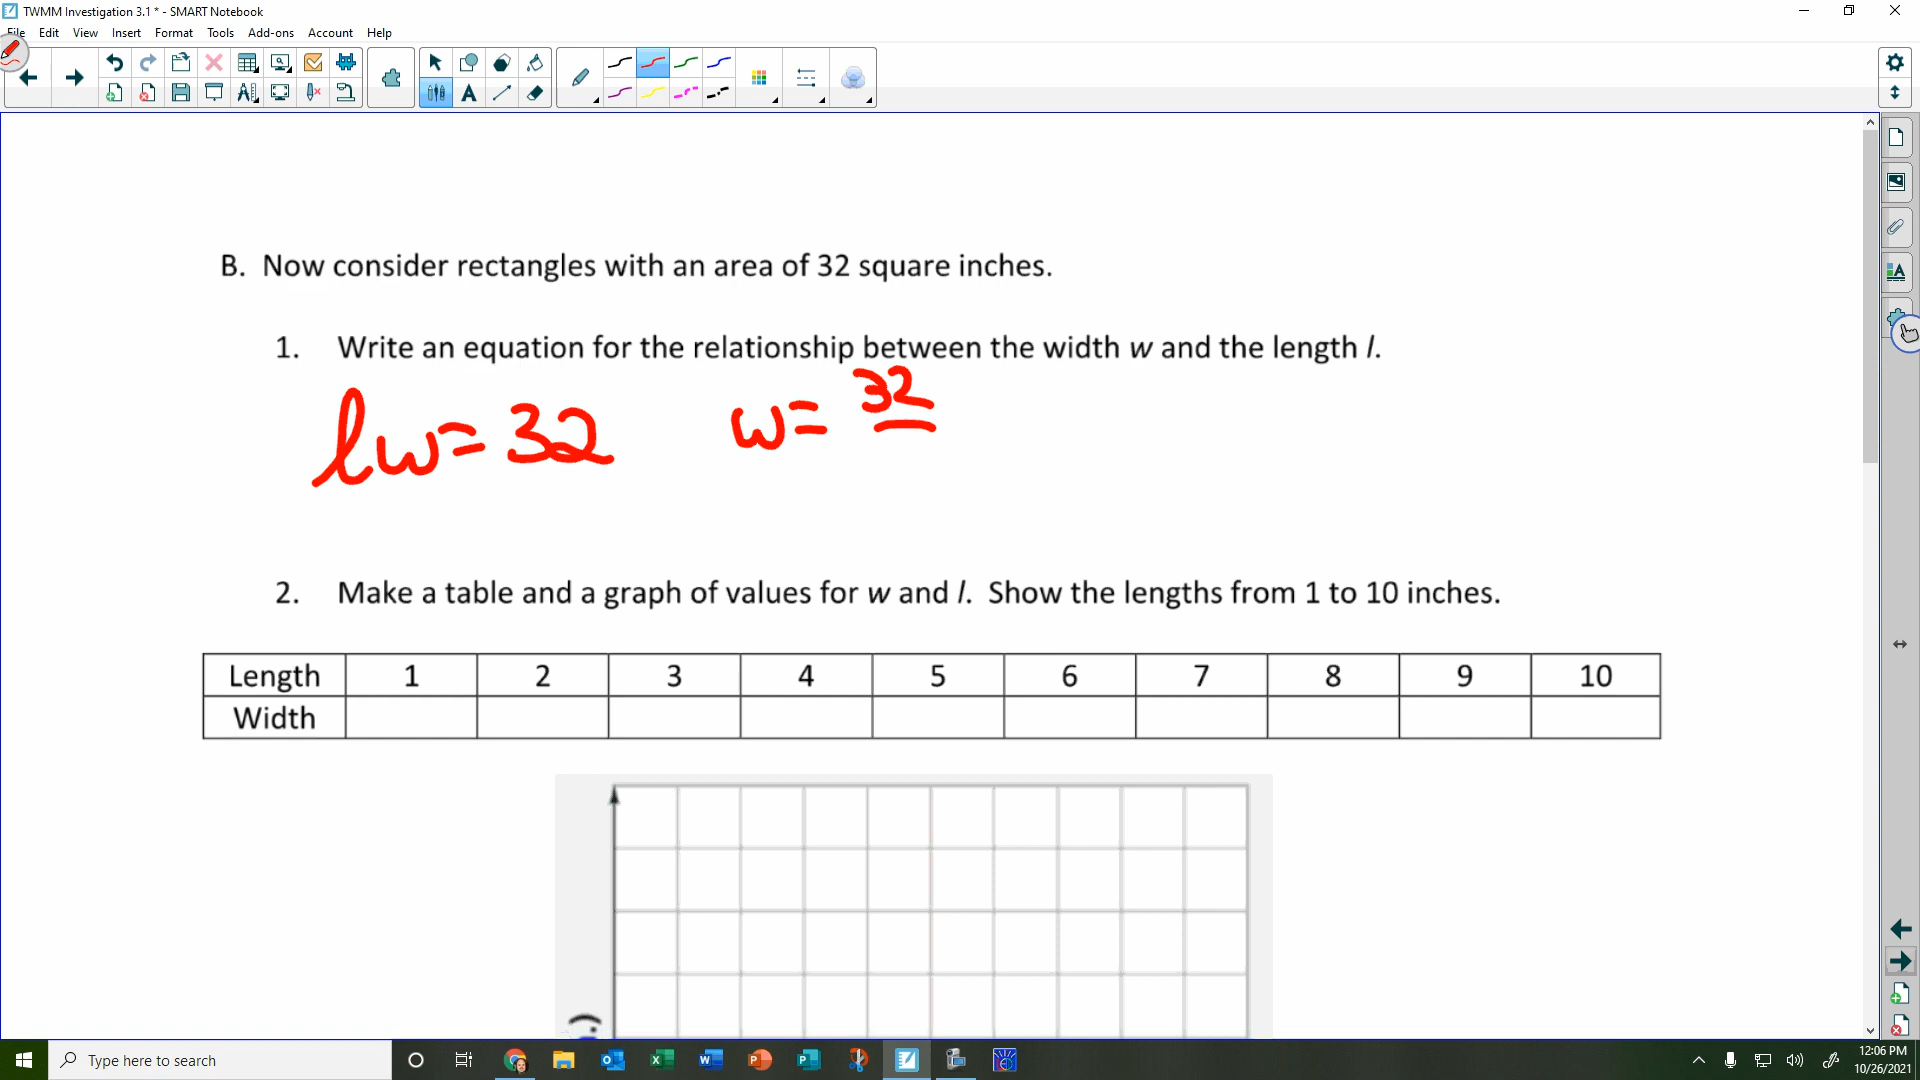 TWMM Investigation 3.1 * - SMART Notebook
File Edit View Insert Format Tools Add-ons Account Help
B. Now consider rectangles with an area of 32 square inches.
1. Write an equation for the relationship between the width w and the length l.
lw = 32 w = 32
2. Make a table and a graph of values for w and l. Show the lengths from 1 to 10 inches.
Length 1 2 3 4 5 6 7 8 9 10
Width
Type here to search
12:06 PM
10/26/2021